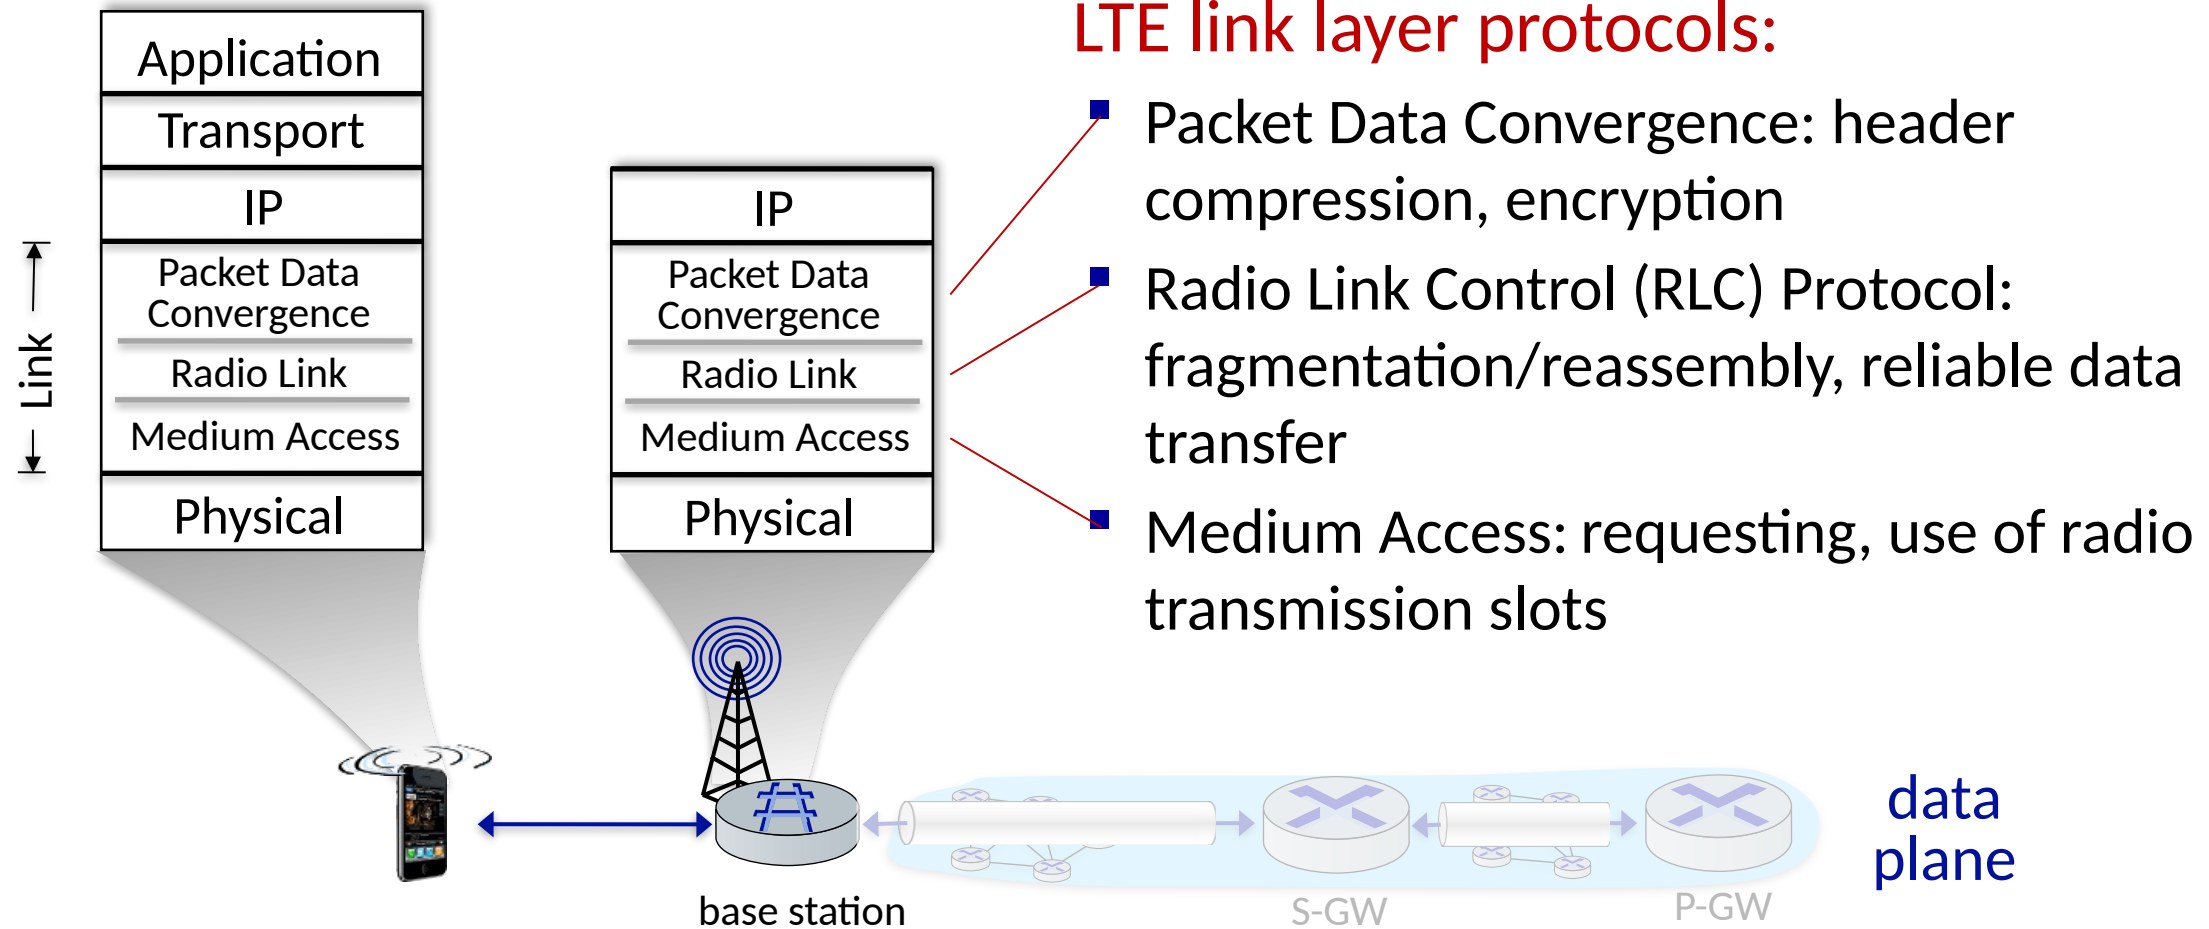 Application
Transport
IP
Packet Data
Convergence
Radio Link
Medium Access
Physical
Link
IP
Packet Data
Convergence
Radio Link
Medium Access
Physical
LTE link layer protocols:
Packet Data Convergence: header
compression, encryption
Radio Link Control (RLC) Protocol:
fragmentation/reassembly, reliable data
transfer
Medium Access: requesting, use of radio
transmission slots
base station
S-GW
P-GW
data
plane